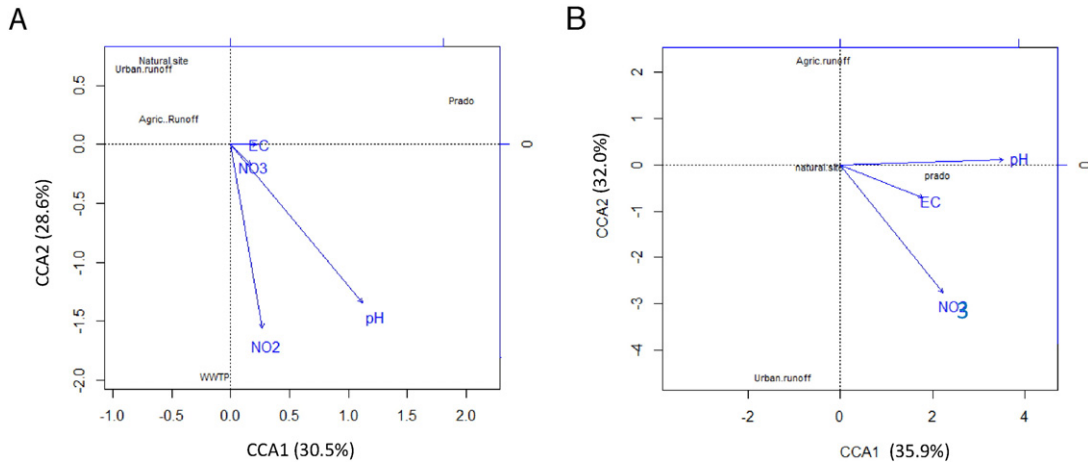 A
B
Natural.site
Urban.runoff
Agric..Runoff
Prado
EC
NO3
pH
NO2
WWTP
0.5
0.0
-0.5
-1.0
-1.5
-2.0
0
-1.0 -0.5 0.0 0.5 1.0 1.5 2.0
CCA2 (28.6%)
CCA1 (30.5%)
Agric.runoff
natural.site
prado
pH
EC
NO3
Urban.runoff
2
1
0
-1
-2
-3
-4
0
-2 0 2 4
CCA2 (32.0%)
CCA1 (35.9%)